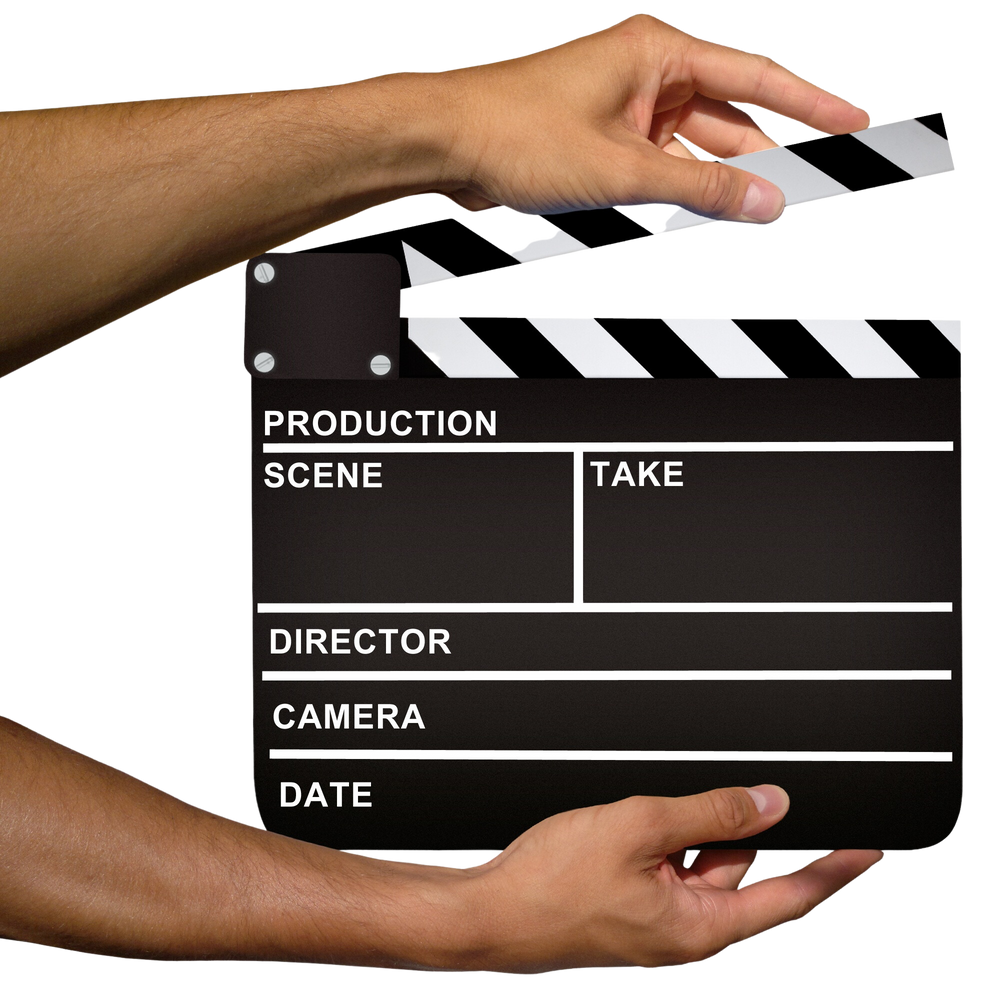 PRODUCTION
SCENE TAKE
DIRECTOR
CAMERA
DATE